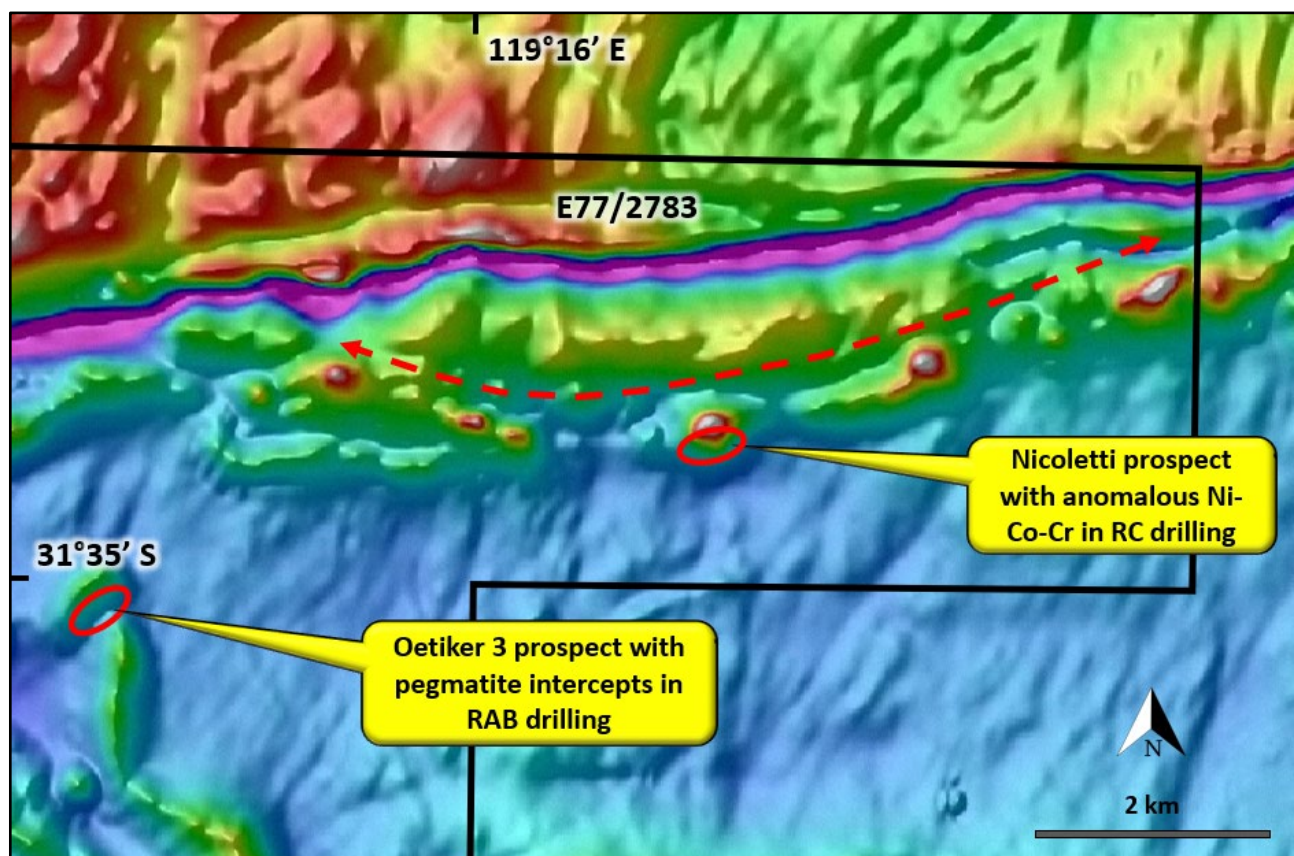 119°16’ E
E77/2783
Nicoletti prospect
with anomalous Ni-
Co-Cr in RC drilling
31°35’ S
Oetiker 3 prospect with
pegmatite intercepts in
RAB drilling
N
2 km